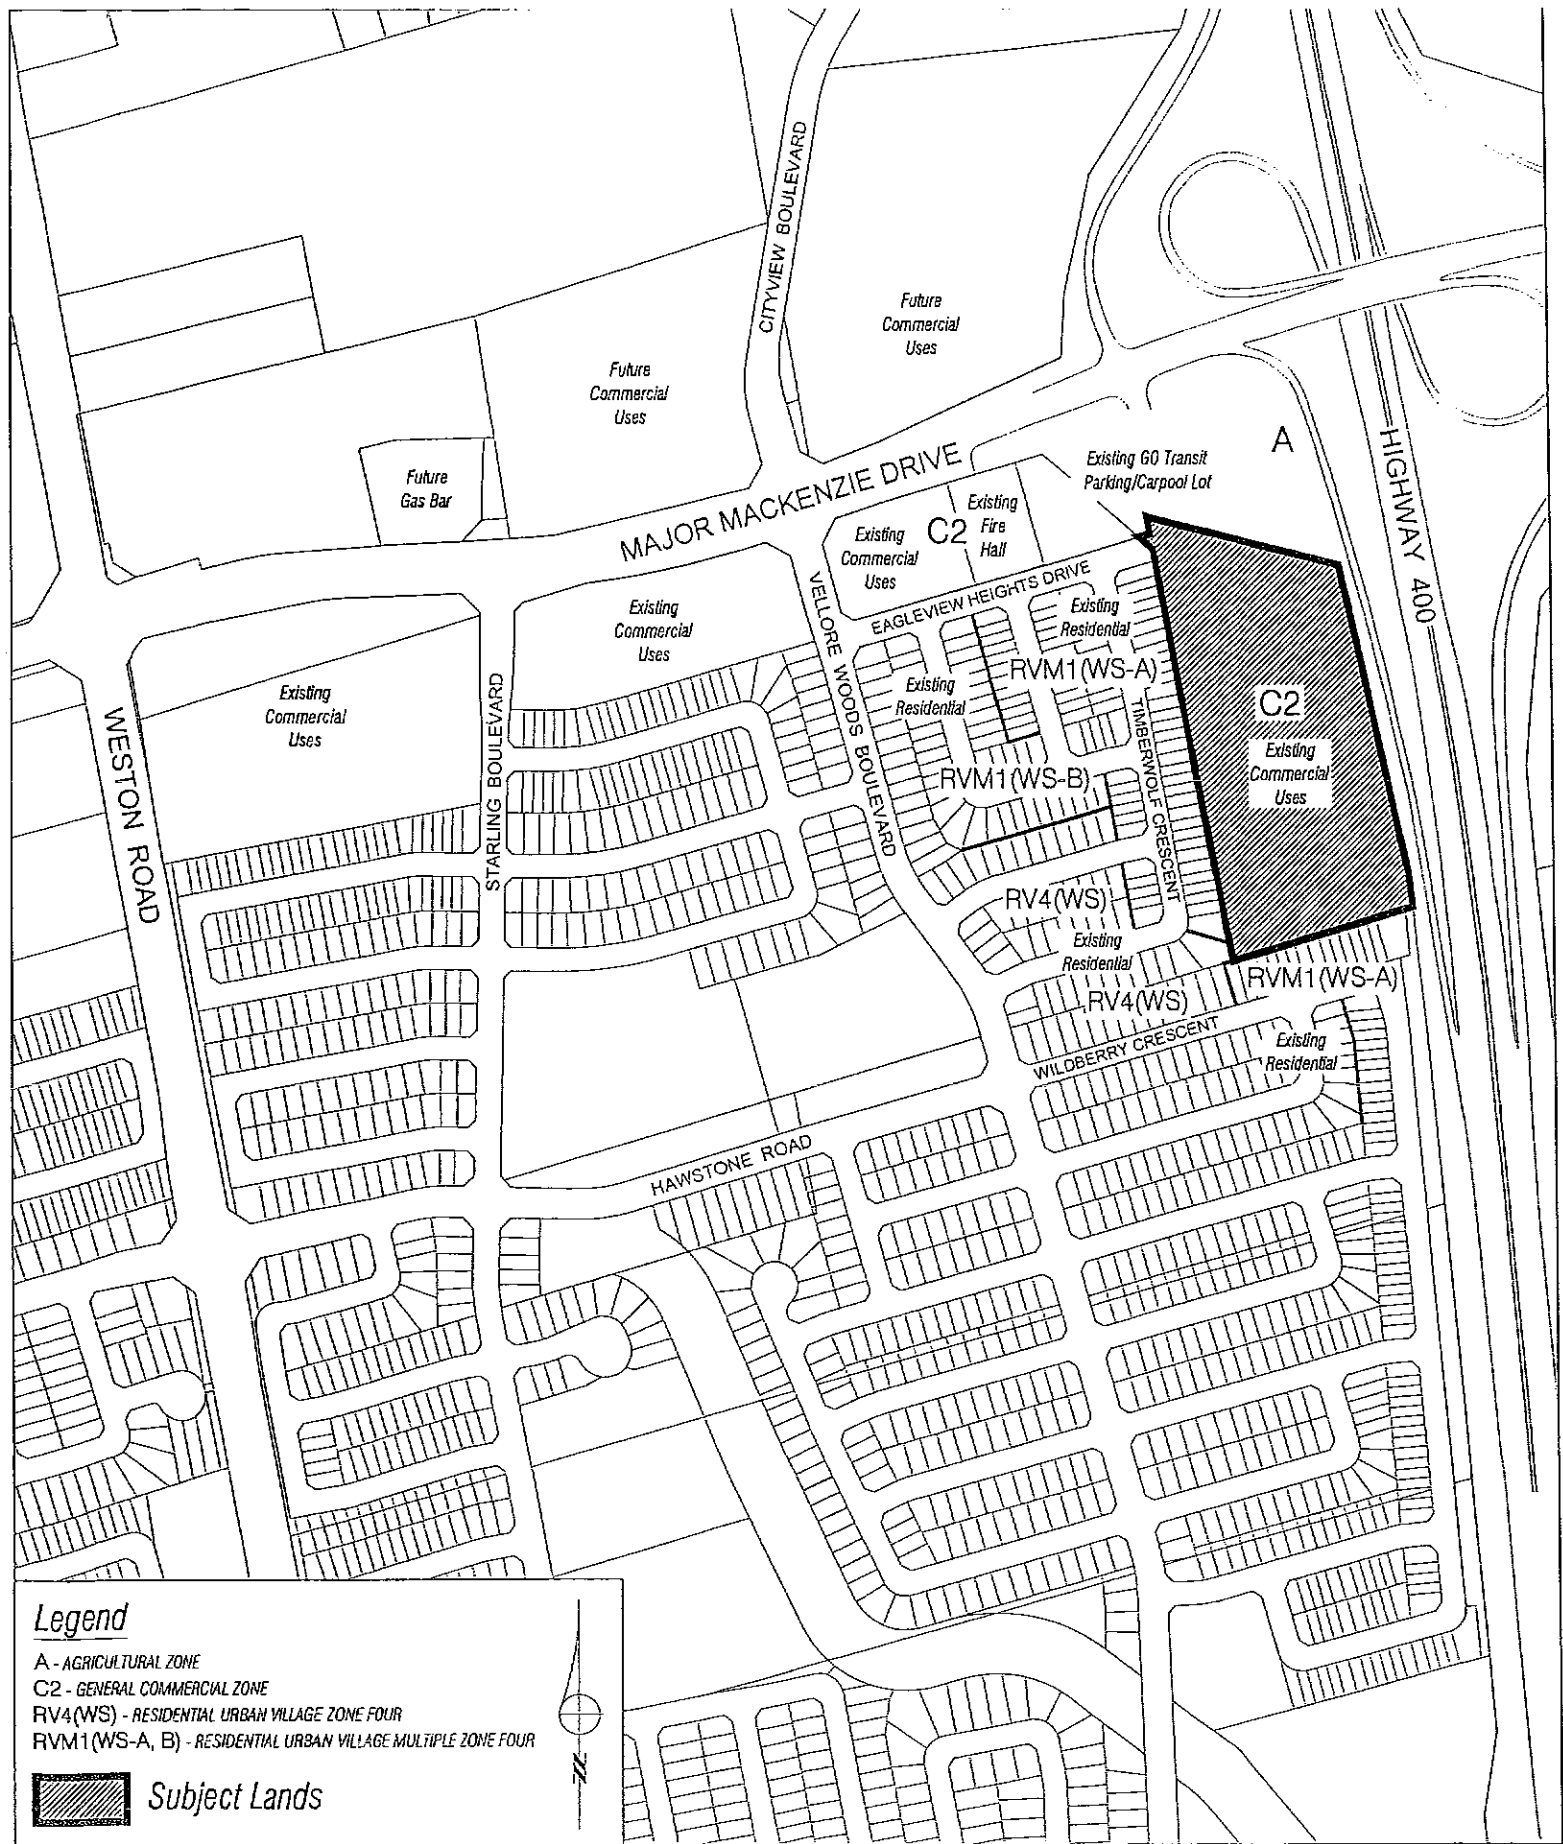 CITYVIEW BOULEVARD
Future
Commercial
Uses
Future
Commercial
Uses
Future
Gas Bar
MAJOR MACKENZIE DRIVE
A
HIGHWAY 400
Existing GO Transit
Parking/Carpool Lot
Existing
Commercial
Uses
C2
Existing
Fire
Hall
EAGLEVIEW HEIGHTS DRIVE
VELLORE WOODS BOULEVARD
Existing
Commercial
Uses
Existing
Commercial
Uses
WESTON ROAD
STARLING BOULEVARD
Existing
Residential
RVM1(WS-A)
Existing
Residential
TIMBERWOLF CRESCENT
C2
Existing
Commercial
Uses
RVM1(WS-B)
RV4(WS)
Existing
Residential
RV4(WS)
RVM1(WS-A)
WILDBERRY CRESCENT
Existing
Residential
HAWSTONE ROAD
Legend
A - AGRICULTURAL ZONE
C2 - GENERAL COMMERCIAL ZONE
RV4(WS) - RESIDENTIAL URBAN VILLAGE ZONE FOUR
RVM1(WS-A, B) - RESIDENTIAL URBAN VILLAGE MULTIPLE ZONE FOUR
Subject Lands
N